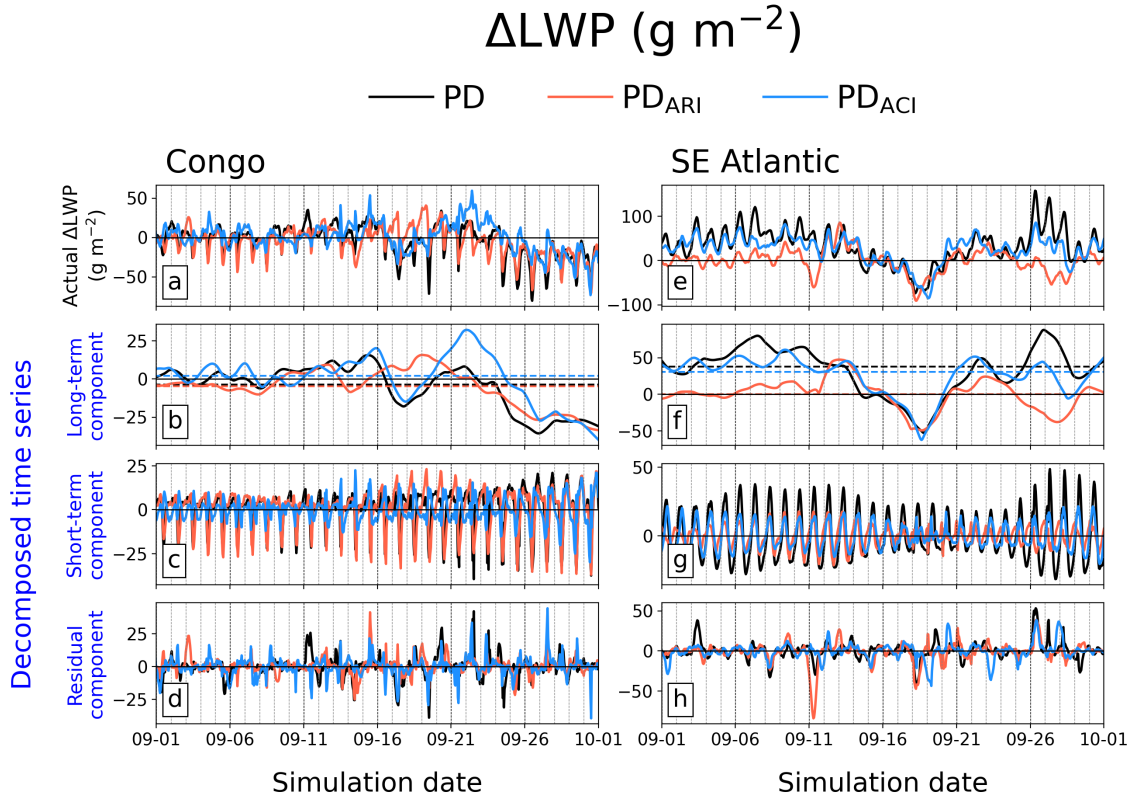 ΔLWP (g m⁻²)
PD PD_ARI PD_ACI
Congo SE Atlantic
Decomposed time series
Actual ΔLWP
(g m⁻²)
50
0
−50
a
100
0
−100
e
Long-term
component
25
0
−25
b
50
0
−50
f
Short-term
component
25
0
−25
c
50
0
g
Residual
component
25
0
−25
d
50
0
−50
h
09-01 09-06 09-11 09-16 09-21 09-26 10-01
09-01 09-06 09-11 09-16 09-21 09-26 10-01
Simulation date Simulation date